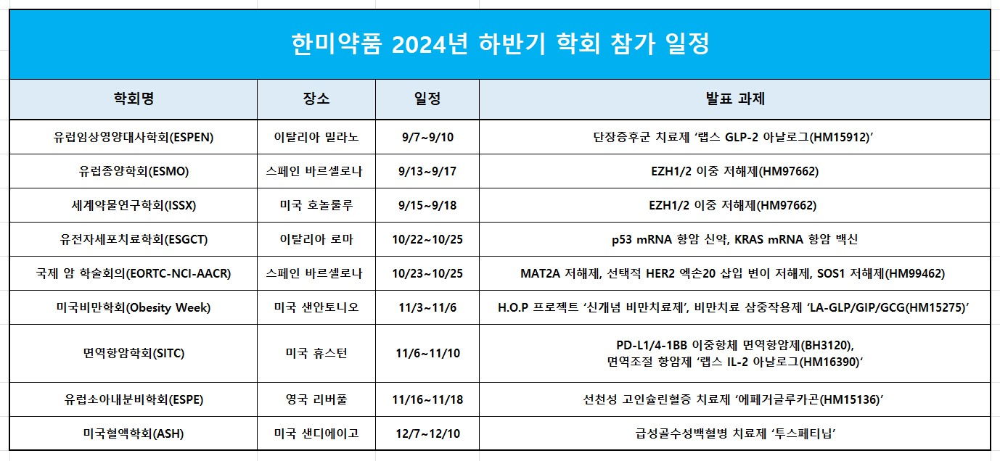 한미약품 2024년 하반기 학회 참가 일정
학회명 장소 일정 발표 과제
유럽임상영양대사학회(ESPEN) 이탈리아 밀라노 9/7~9/10 단장증후군 치료제 ‘랩스 GLP-2 아날로그(HM15912)’
유럽종양학회(ESMO) 스페인 바르셀로나 9/13~9/17 EZH1/2 이중 저해제(HM97662)
세계약물연구학회(ISSX) 미국 호놀룰루 9/15~9/18 EZH1/2 이중 저해제(HM97662)
유전자세포치료학회(ESGCT) 이탈리아 로마 10/22~10/25 p53 mRNA 항암 신약, KRAS mRNA 항암 백신
국제 암 학술회의(EORTC-NCI-AACR) 스페인 바르셀로나 10/23~10/25 MAT2A 저해제, 선택적 HER2 엑손20 삽입 변이 저해제, SOS1 저해제(HM99462)
미국비만학회(Obesity Week) 미국 샌안토니오 11/3~11/6 H.O.P 프로젝트 ‘신개념 비만치료제’, 비만치료 삼중작용제 ‘LA-GLP/GIP/GCG(HM15275)’
면역항암학회(SITC) 미국 휴스턴 11/6~11/10 PD-L1/4-1BB 이중항체 면역항암제(BH3120),
면역조절 항암제 ‘랩스 IL-2 아날로그(HM16390)‘
유럽소아내분비학회(ESPE) 영국 리버풀 11/16~11/18 선천성 고인슐린혈증 치료제 ‘에페거글루카곤(HM15136)’
미국혈액학회(ASH) 미국 샌디에이고 12/7~12/10 급성골수성백혈병 치료제 ‘투스페티닙’